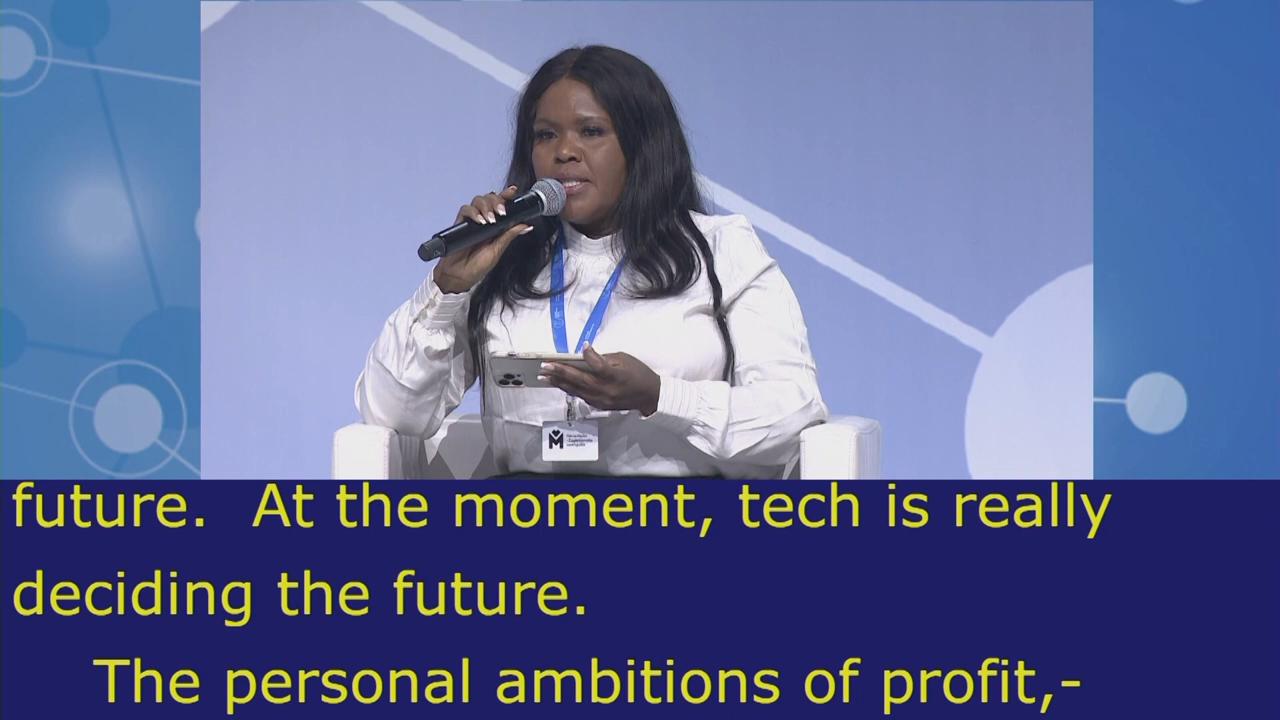 future.  At the moment, tech is really
deciding the future.
The personal ambitions of profit,-